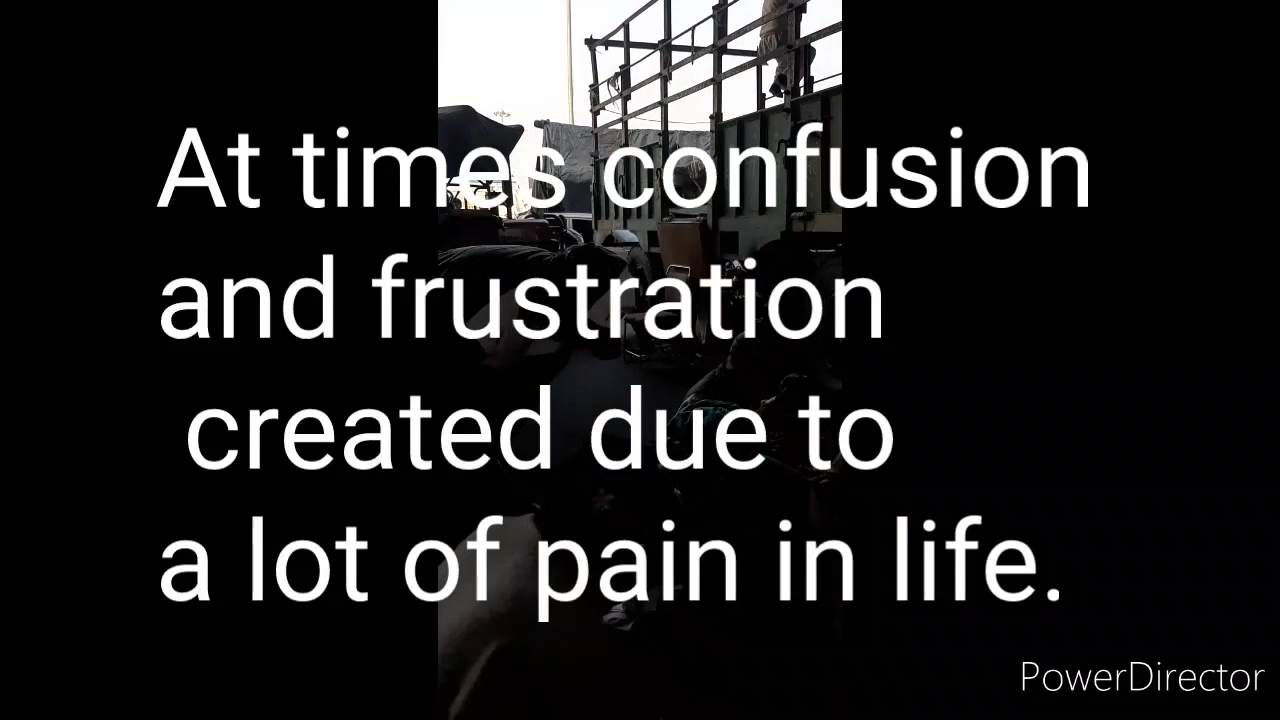 At times confusion
and frustration
created due to
a lot of pain in life.
PowerDirector